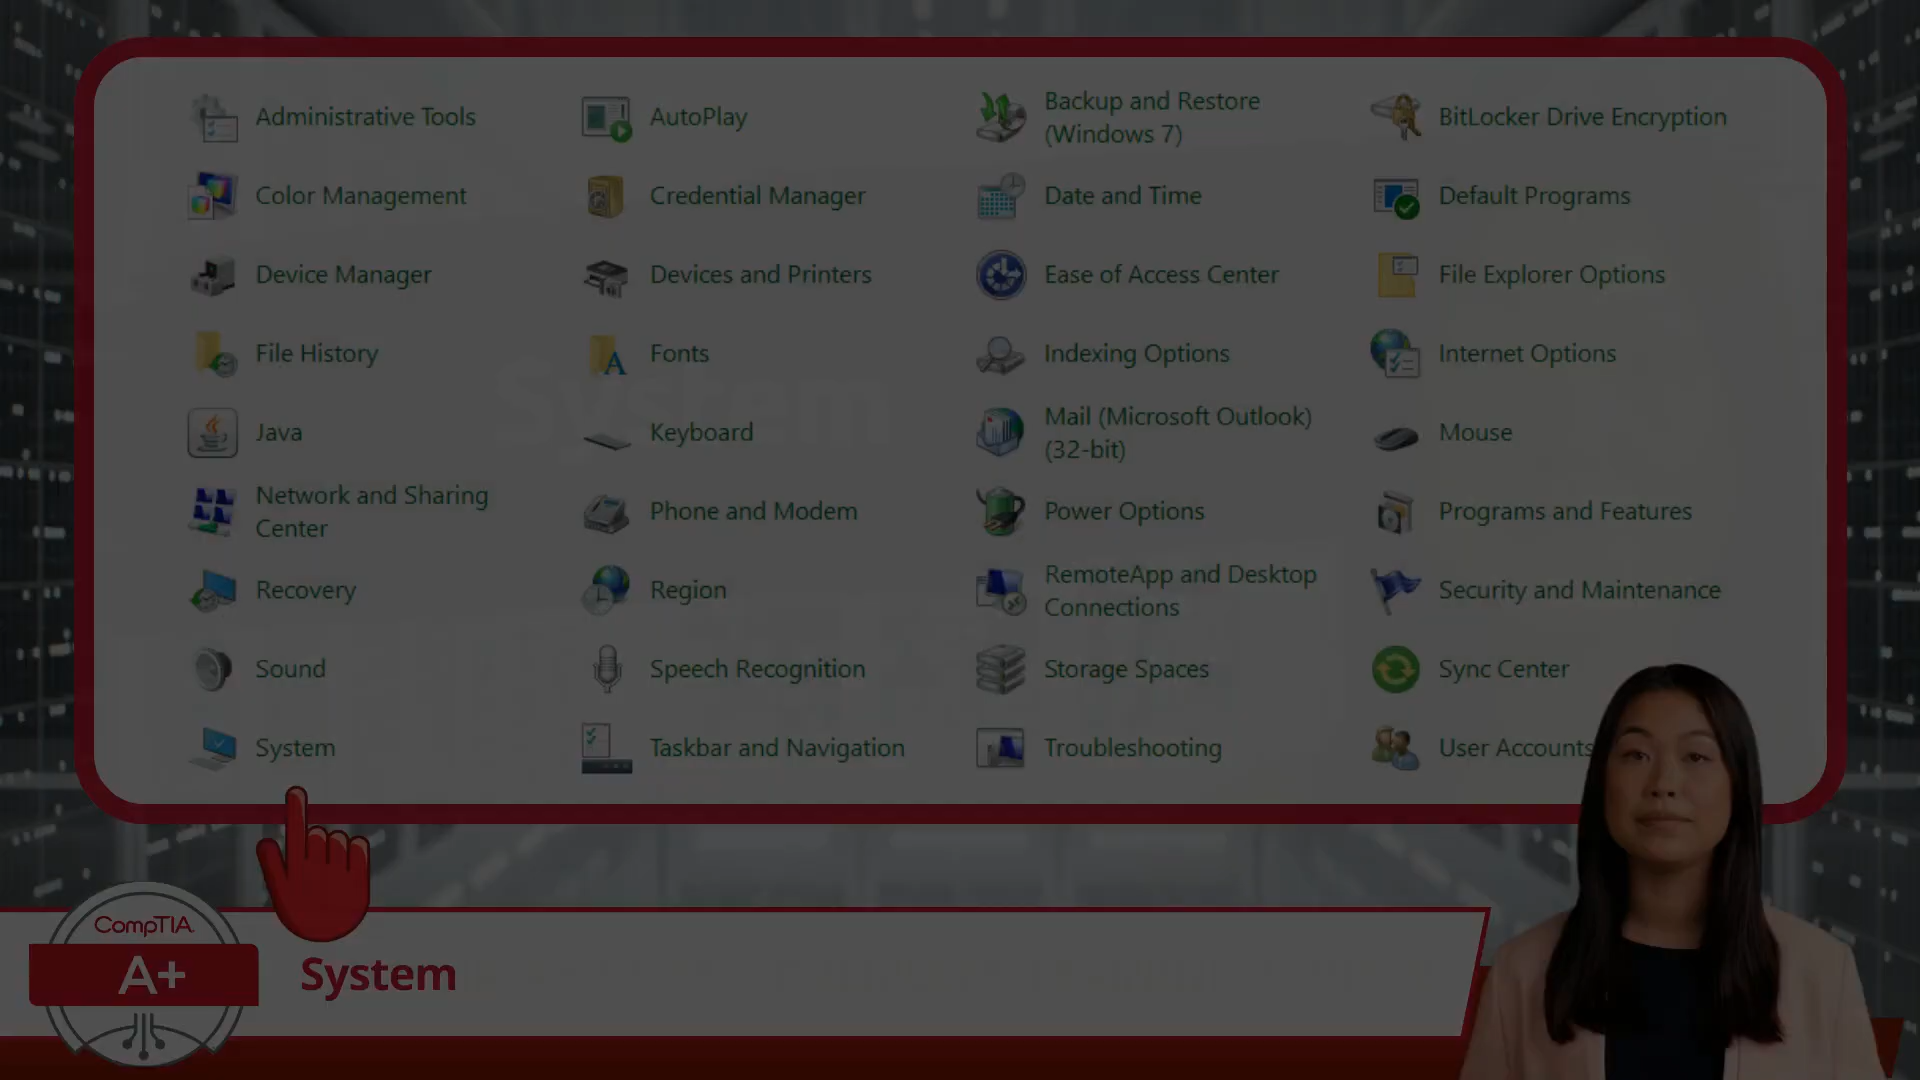 Administrative Tools
AutoPlay
Backup and Restore
(Windows 7)
BitLocker Drive Encryption
Color Management
Credential Manager
Date and Time
Default Programs
Device Manager
Devices and Printers
Ease of Access Center
File Explorer Options
File History
Fonts
Indexing Options
Internet Options
System
Java
Keyboard
Mail (Microsoft Outlook)
(32-bit)
Mouse
Network and Sharing
Center
Phone and Modem
Power Options
Programs and Features
Recovery
Region
RemoteApp and Desktop
Connections
Security and Maintenance
Sound
Speech Recognition
Storage Spaces
Sync Center
System
Taskbar and Navigation
Troubleshooting
User Accounts
CompTIA.
A+
System